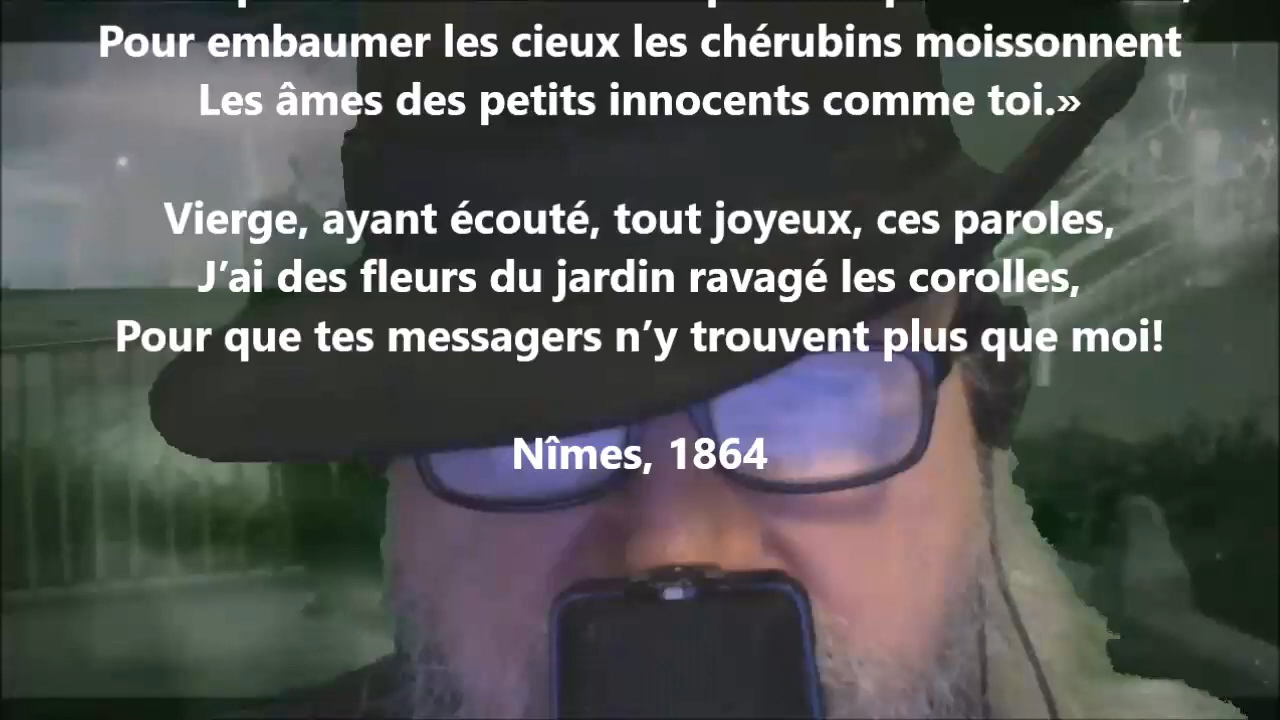 Pour embaumer les cieux les chérubins moissonnent
Les âmes des petits innocents comme toi.»
Vierge, ayant écouté, tout joyeux, ces paroles,
J’ai des fleurs du jardin ravagé les corolles,
Pour que tes messagers n’y trouvent plus que moi!
Nîmes, 1864